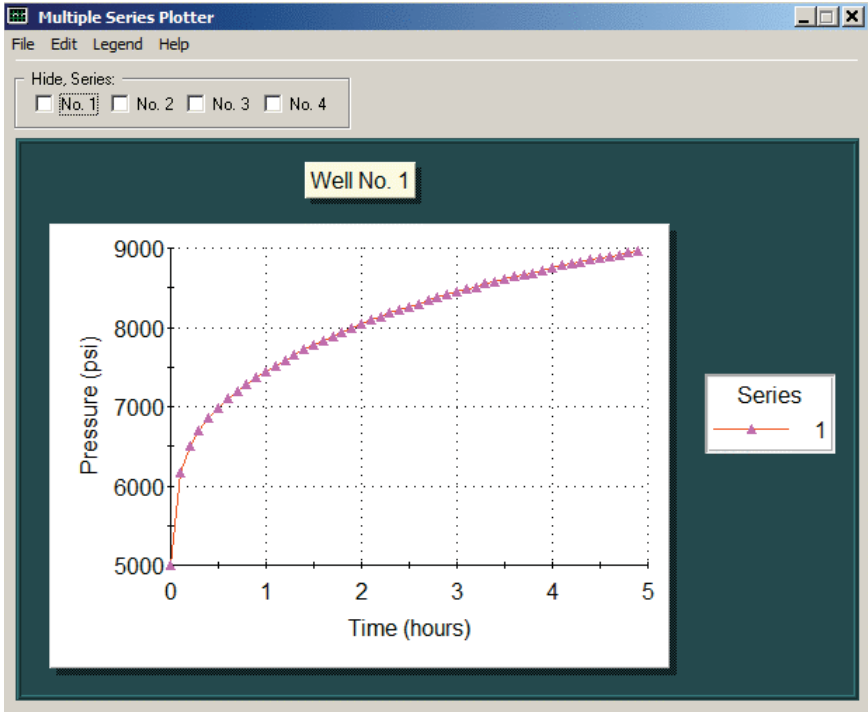 Multiple Series Plotter
File Edit Legend Help
Hide, Series:
No. 1 No. 2 No. 3 No. 4
Well No. 1
9000
8000
7000
6000
5000
Pressure (psi)
0 1 2 3 4 5
Time (hours)
Series
1